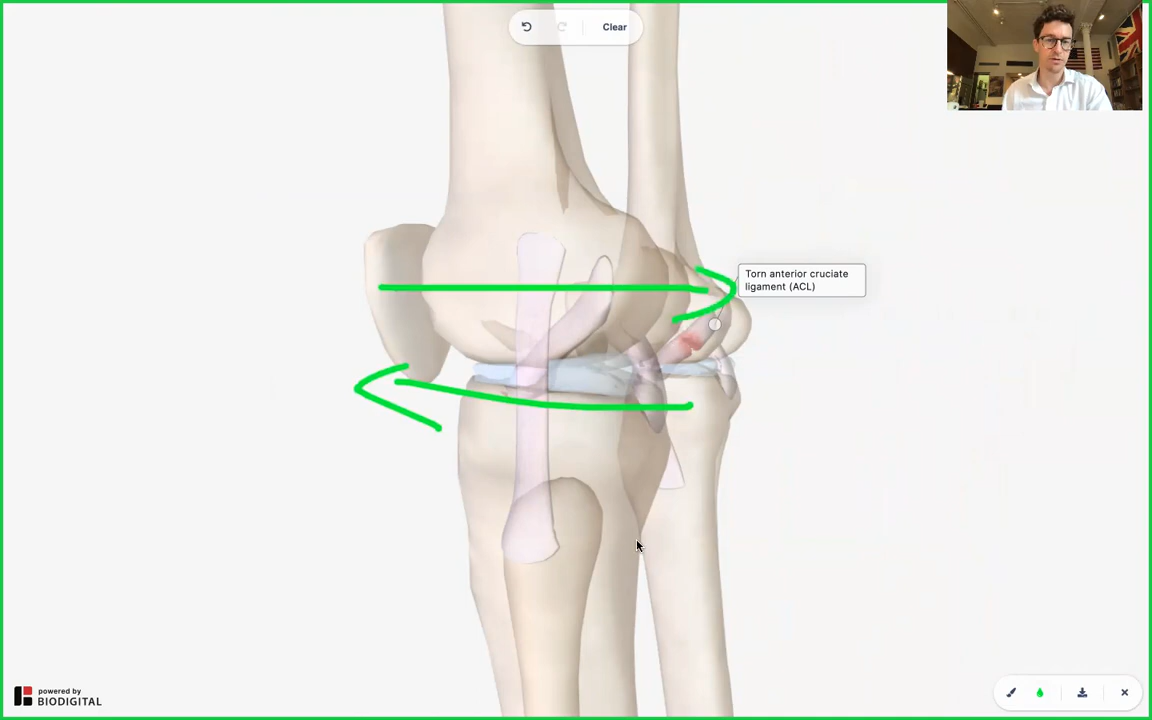 Clear
Torn anterior cruciate
ligament (ACL)
powered by
BIODIGITAL